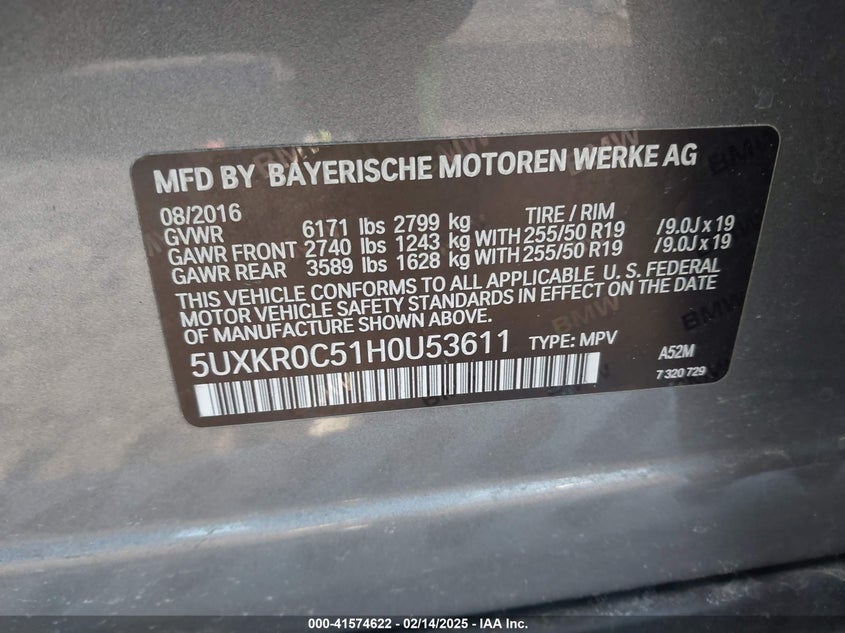 MFD BY BAYERISCHE MOTOREN WERKE AG
08/2016 TIRE / RIM
GVWR 6171 lbs 2799 kg
GAWR FRONT 2740 lbs 1243 kg WITH 255/50 R19 /9.0J x 19
GAWR REAR 3589 lbs 1628 kg WITH 255/50 R19 /9.0J x 19
THIS VEHICLE CONFORMS TO ALL APPLICABLE U. S. FEDERAL
MOTOR VEHICLE SAFETY STANDARDS IN EFFECT ON THE DATE
OF MANUFACTURE SHOWN ABOVE.
5UXKR0C51H0U53611 TYPE: MPV A52M
7 320 729
000-41574622 - 02/14/2025 - IAAI Inc.